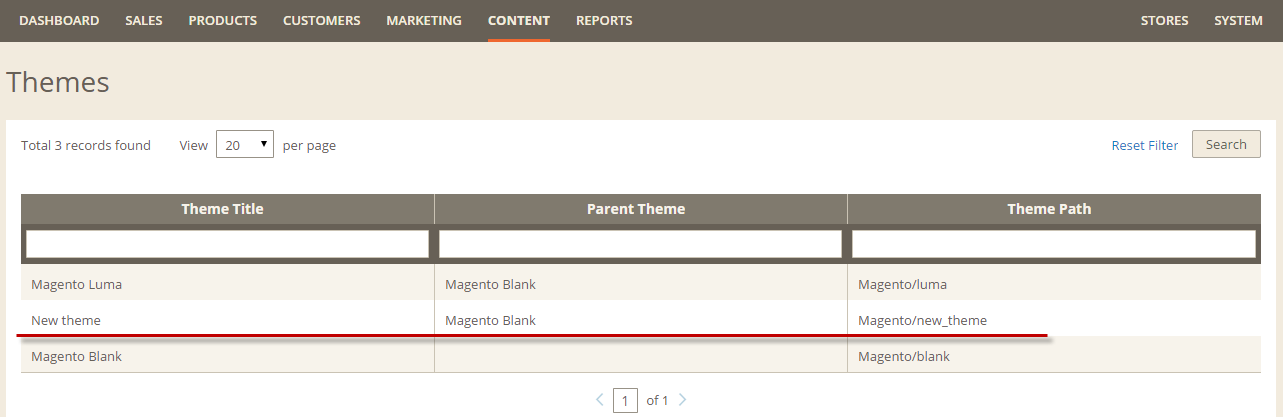 DASHBOARD SALES PRODUCTS CUSTOMERS MARKETING CONTENT REPORTS STORES SYSTEM
Themes
Total 3 records found View 20 per page Reset Filter Search
Theme Title Parent Theme Theme Path
Magento Luma Magento Blank Magento/luma
New theme Magento Blank Magento/new_theme
Magento Blank Magento/blank
1 of 1